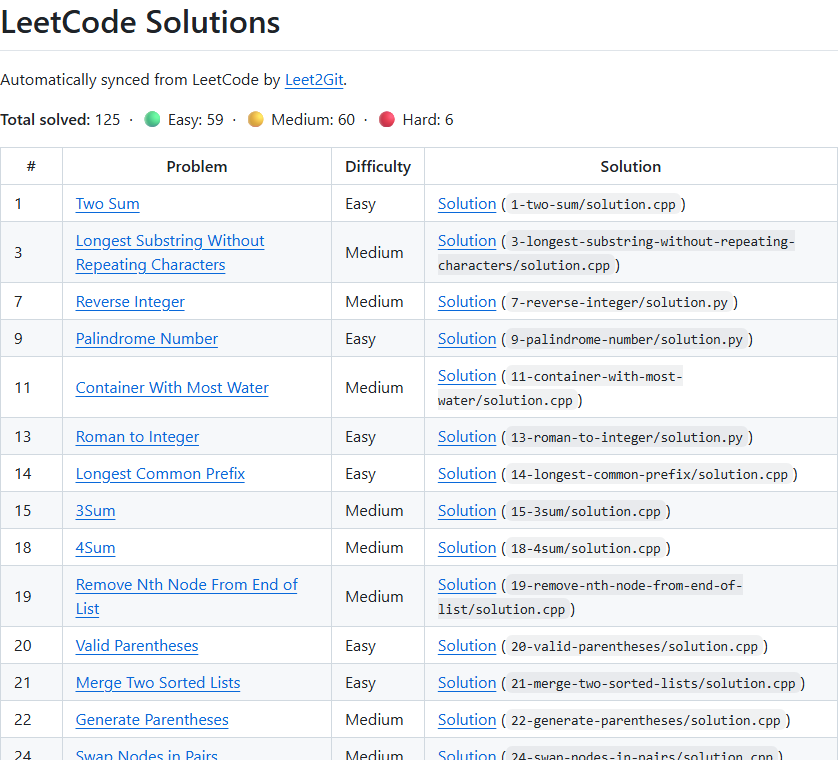 LeetCode Solutions
Automatically synced from LeetCode by Leet2Git.
Total solved: 125 · Easy: 59 · Medium: 60 · Hard: 6
# Problem Difficulty Solution
1 Two Sum Easy Solution ( 1-two-sum/solution.cpp )
3 Longest Substring Without Repeating Characters Medium Solution ( 3-longest-substring-without-repeating-characters/solution.cpp )
7 Reverse Integer Medium Solution ( 7-reverse-integer/solution.py )
9 Palindrome Number Easy Solution ( 9-palindrome-number/solution.py )
11 Container With Most Water Medium Solution ( 11-container-with-most-water/solution.cpp )
13 Roman to Integer Easy Solution ( 13-roman-to-integer/solution.py )
14 Longest Common Prefix Easy Solution ( 14-longest-common-prefix/solution.cpp )
15 3Sum Medium Solution ( 15-3sum/solution.cpp )
18 4Sum Medium Solution ( 18-4sum/solution.cpp )
19 Remove Nth Node From End of List Medium Solution ( 19-remove-nth-node-from-end-of-list/solution.cpp )
20 Valid Parentheses Easy Solution ( 20-valid-parentheses/solution.cpp )
21 Merge Two Sorted Lists Easy Solution ( 21-merge-two-sorted-lists/solution.cpp )
22 Generate Parentheses Medium Solution ( 22-generate-parentheses/solution.cpp )
24 Swap Nodes in Pairs Medium Solution ( 24-swap-nodes-in-pairs/solution.cpp )